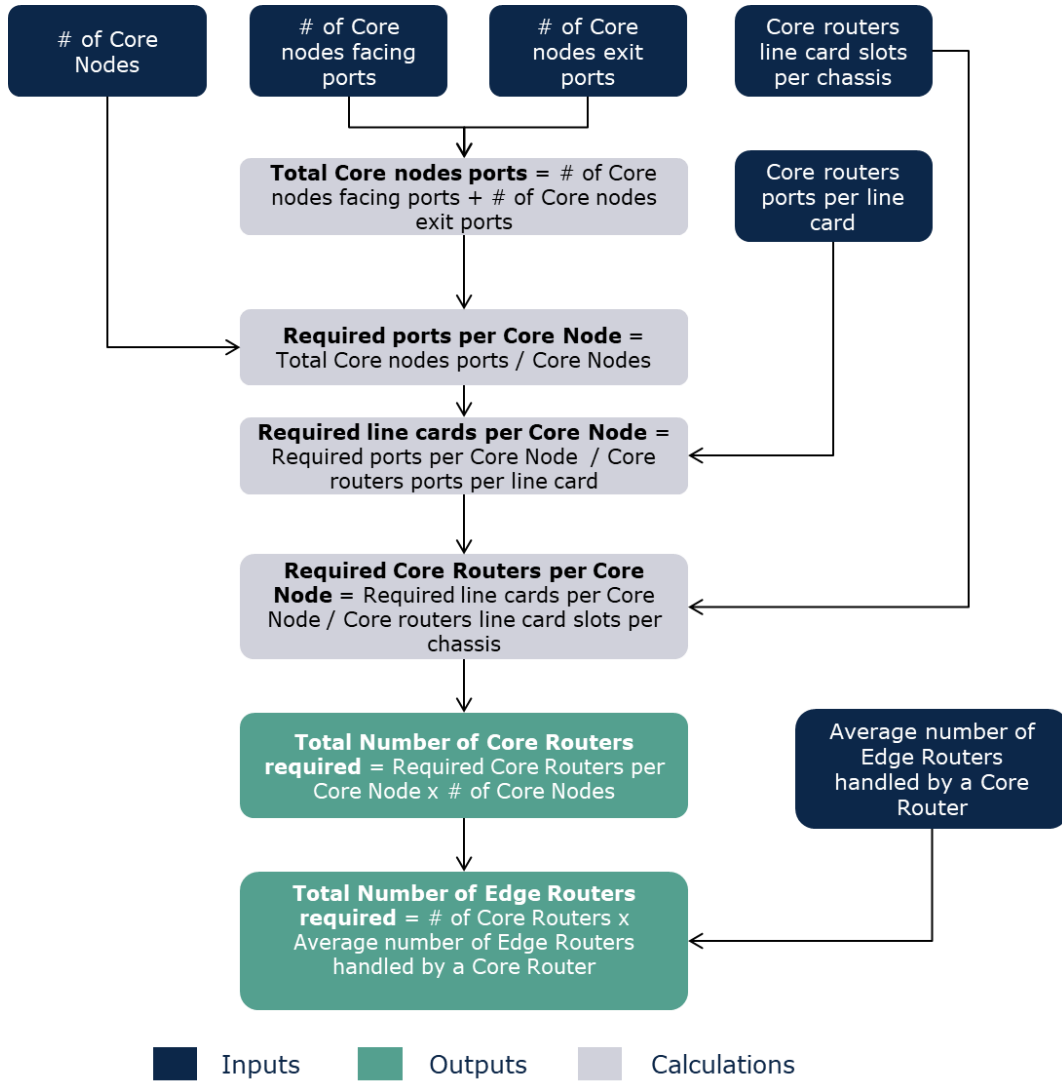 # of Core
Nodes
# of Core
nodes facing
ports
# of Core
nodes exit
ports
Core routers
line card slots
per chassis
Total Core nodes ports = # of Core
nodes facing ports + # of Core nodes
exit ports
Core routers
ports per line
card
Required ports per Core Node =
Total Core nodes ports / Core Nodes
Required line cards per Core Node =
Required ports per Core Node / Core
routers ports per line card
Required Core Routers per Core
Node = Required line cards per Core
Node / Core routers line card slots per
chassis
Total Number of Core Routers
required = Required Core Routers per
Core Node x # of Core Nodes
Average number of
Edge Routers
handled by a Core
Router
Total Number of Edge Routers
required = # of Core Routers x
Average number of Edge Routers
handled by a Core Router
Inputs
Outputs
Calculations